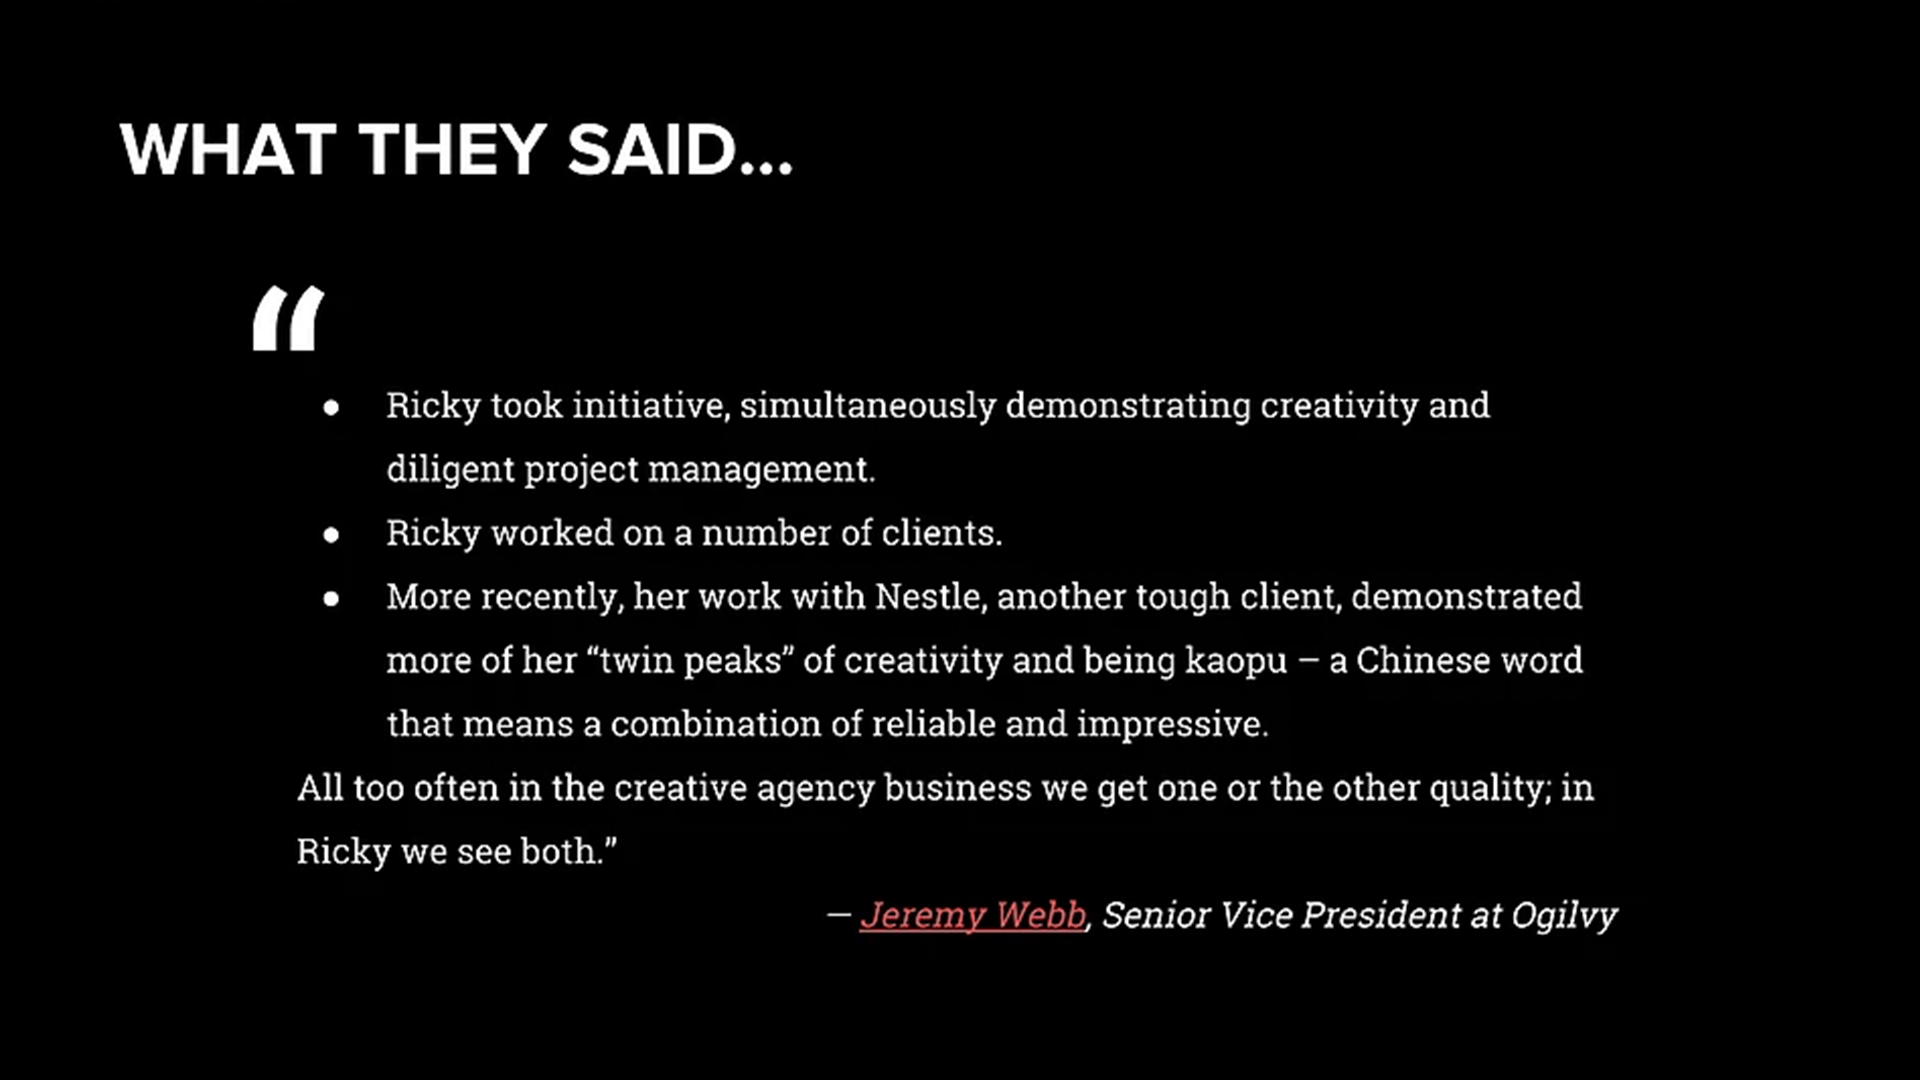 WHAT THEY SAID...
“
● Ricky took initiative, simultaneously demonstrating creativity and
diligent project management.
● Ricky worked on a number of clients.
● More recently, her work with Nestle, another tough client, demonstrated
more of her “twin peaks” of creativity and being kaopu – a Chinese word
that means a combination of reliable and impressive.
All too often in the creative agency business we get one or the other quality; in
Ricky we see both.”
– Jeremy Webb, Senior Vice President at Ogilvy